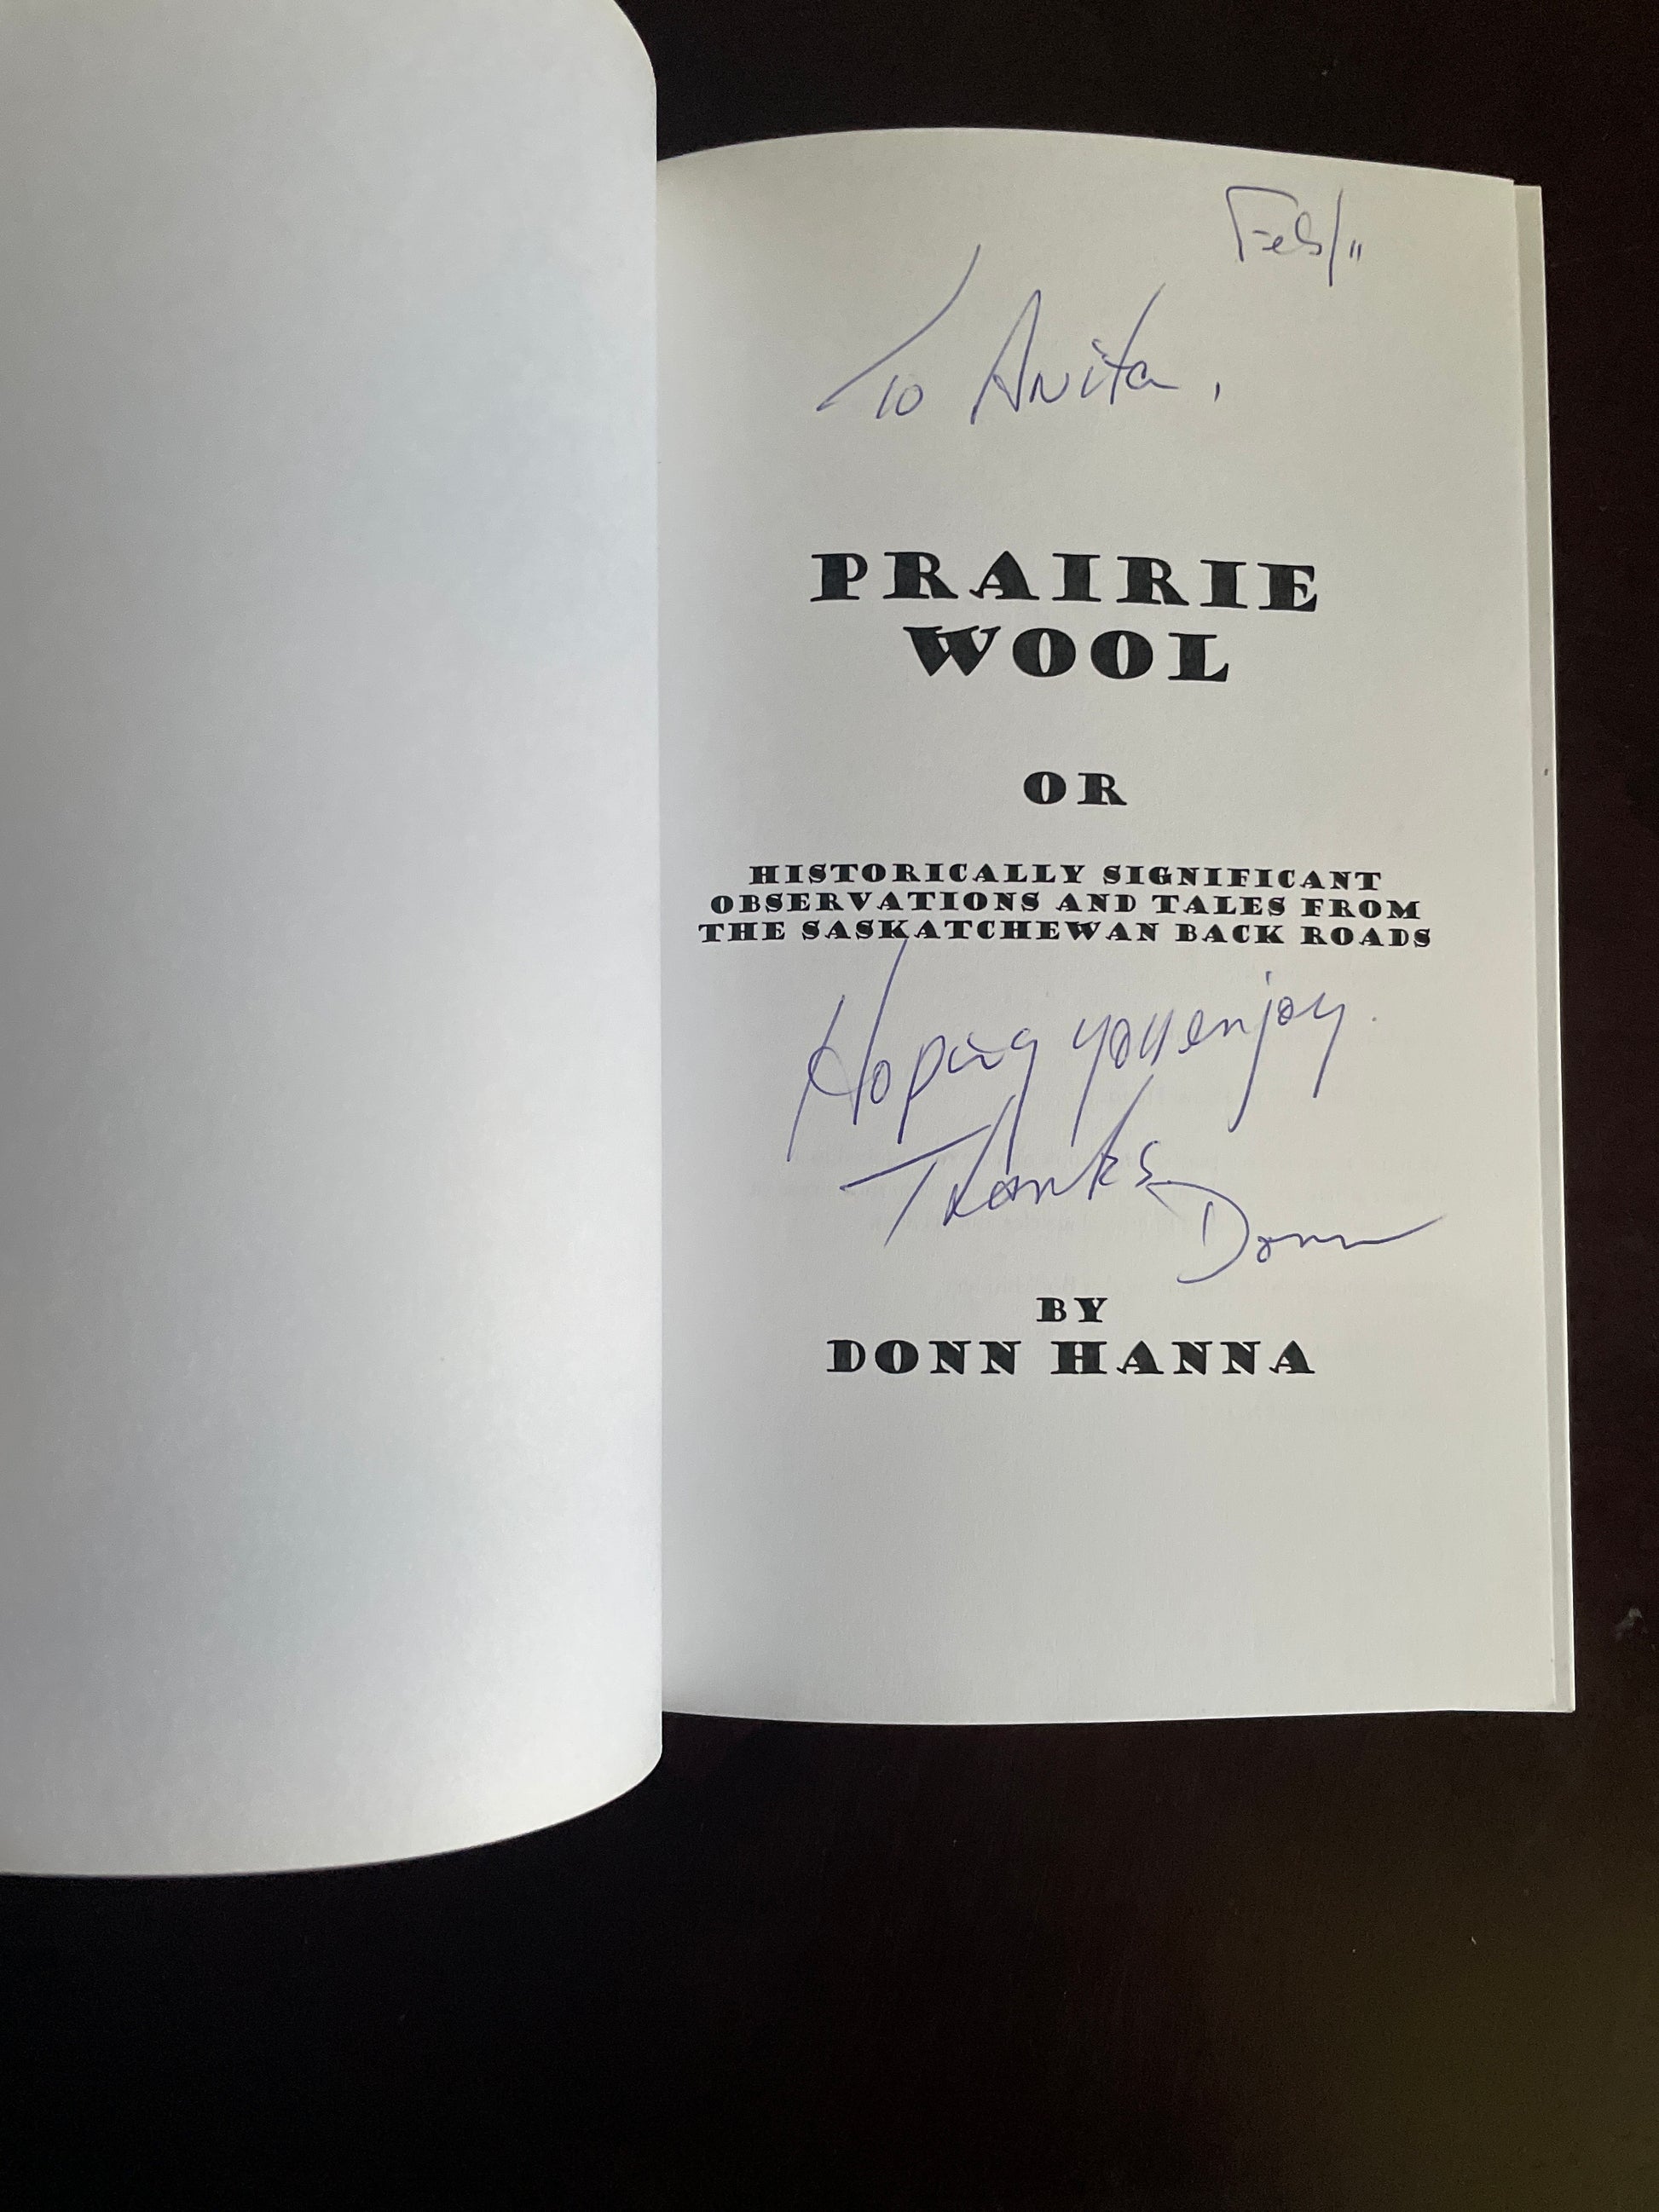 Feb/11
To Anita,
PRAIRIE
WOOL
OR
HISTORICALLY SIGNIFICANT
OBSERVATIONS AND TALES FROM
THE SASKATCHEWAN BACK ROADS
Hoping you enjoy.
Thanks
Donn
BY
DONN HANNA